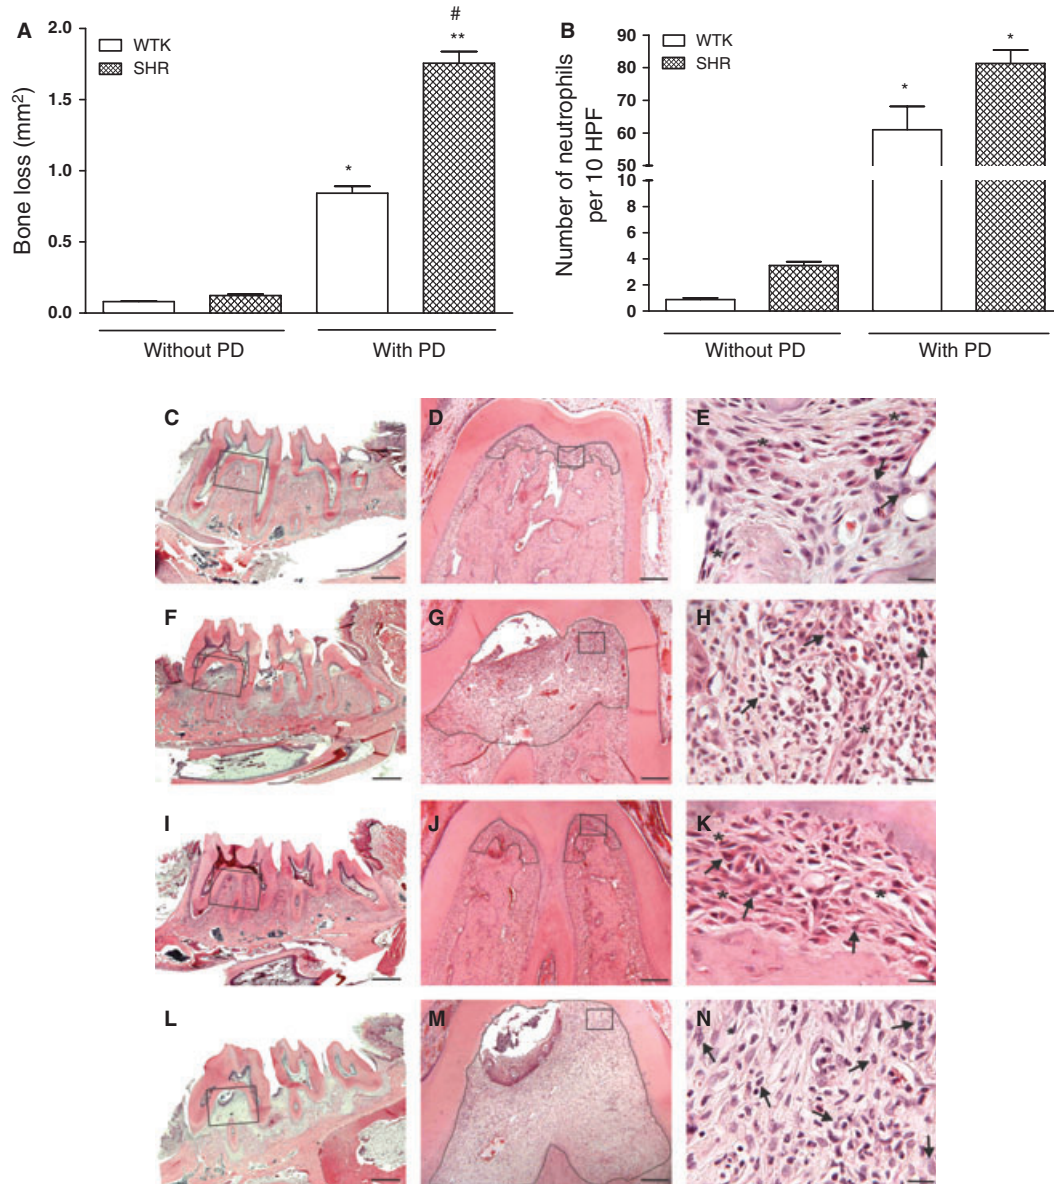 A
2.0
1.5
1.0
0.5
0.0
Bone loss (mm2)
WTK
SHR
*
#
**
Without PD
With PD
B
90
80
70
60
50
10
8
6
4
2
0
Number of neutrophils
per 10 HPF
WTK
SHR
*
*
Without PD
With PD
C
D
E
*
*
*
F
G
H
*
I
J
K
*
*
*
L
M
N